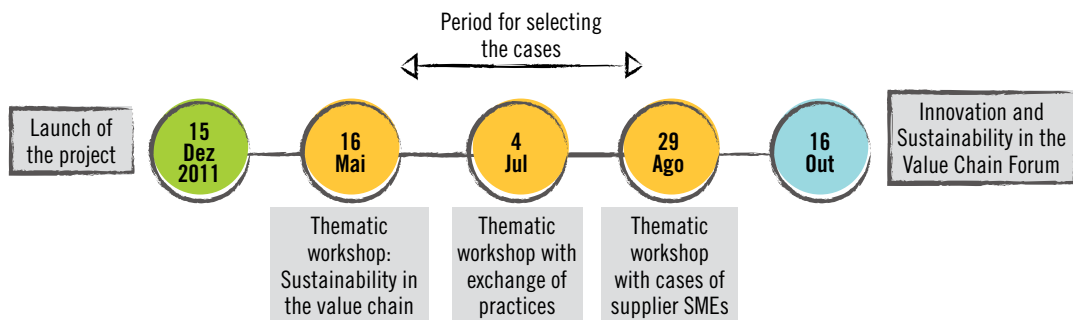 Period for selecting
the cases
Launch of
the project
15
Dez
2011
16
Mai
4
Jul
29
Ago
16
Out
Innovation and
Sustainability in the
Value Chain Forum
Thematic
workshop:
Sustainability in
the value chain
Thematic
workshop with
exchange of
practices
Thematic
workshop
with cases of
supplier SMEs